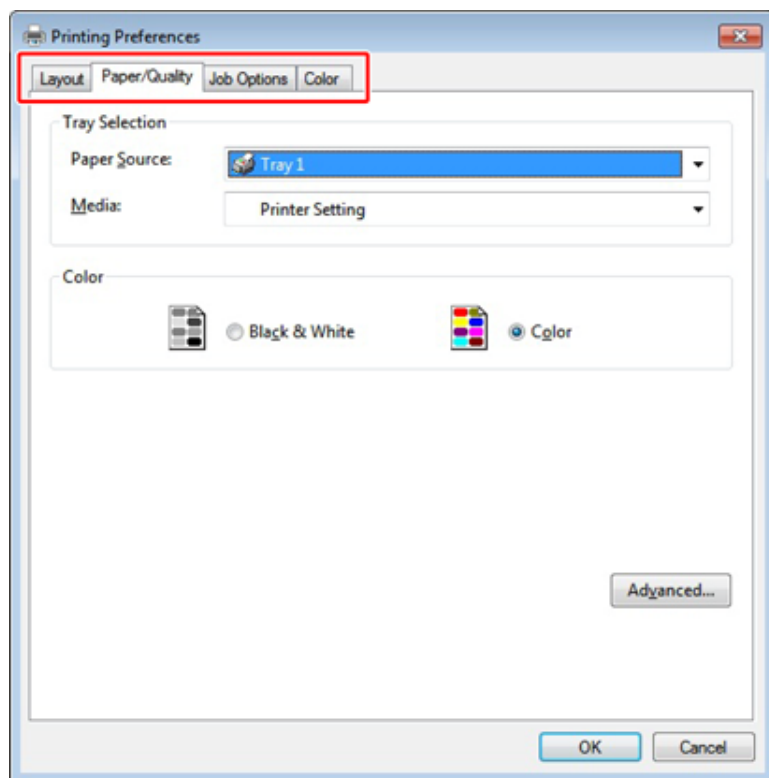 Printing Preferences
Layout Paper/Quality Job Options Color
Tray Selection
Paper Source: Tray 1
Media: Printer Setting
Color
Black & White Color
Advanced...
OK Cancel